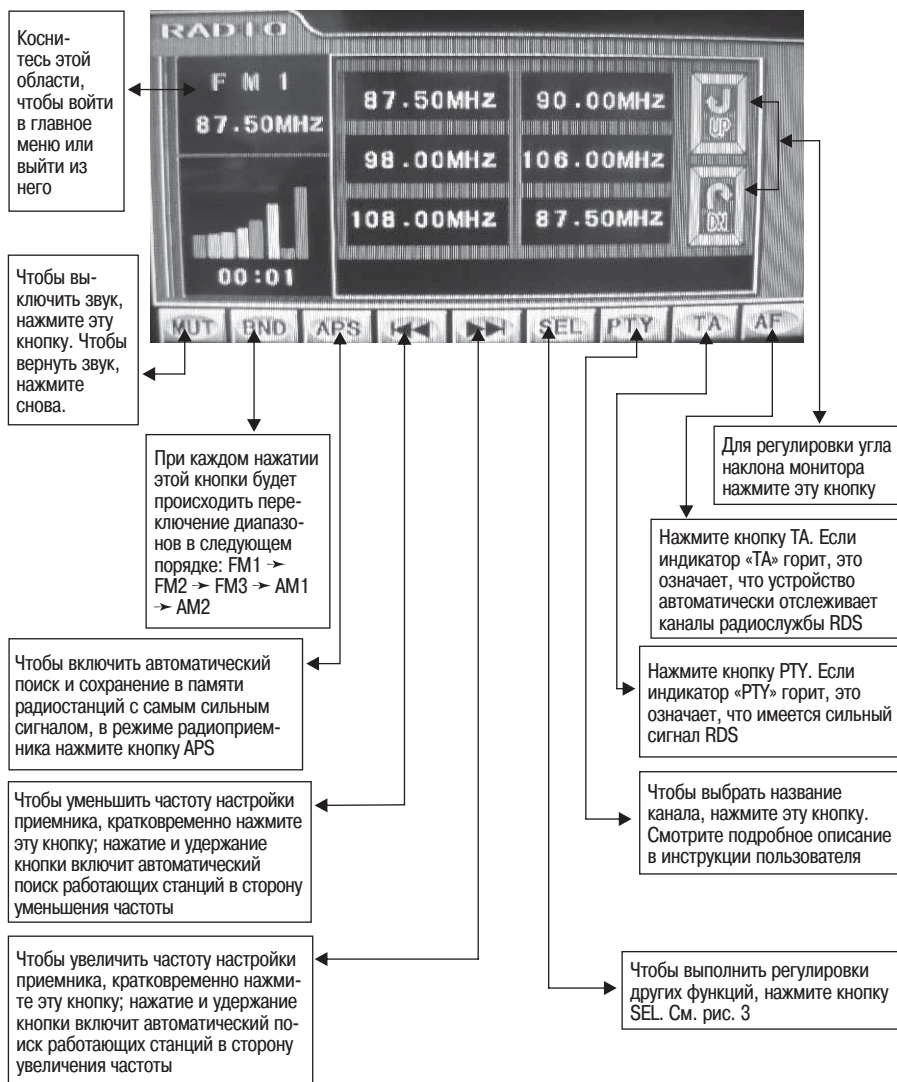 Косни-
тесь этой
области,
чтобы войти
в главное
меню или
выйти из
него
RADIO
FM1
87.50MHz
00:01
87.50MHz
90.00MHz
98.00MHz
106.00MHz
108.00MHz
87.50MHz
UP
DN
MUT
BND
APS
SEL
PTY
TA
AF
Чтобы вы-
ключить звук,
нажмите эту
кнопку. Чтобы
вернуть звук,
нажмите
снова.
При каждом нажатии
этой кнопки будет
происходить пере-
ключение диапазо-
нов в следующем
порядке: FM1 →
FM2 → FM3 → AM1
→ AM2
Чтобы включить автоматический
поиск и сохранение в памяти
радиостанций с самым сильным
сигналом, в режиме радиоприем-
ника нажмите кнопку APS
Чтобы уменьшить частоту настройки
приемника, кратковременно нажмите
эту кнопку; нажатие и удержание
кнопки включит автоматический
поиск работающих станций в сторону
уменьшения частоты
Чтобы увеличить частоту настройки
приемника, кратковременно нажми-
те эту кнопку; нажатие и удержание
кнопки включит автоматический по-
иск работающих станций в сторону
увеличения частоты
Для регулировки угла
наклона монитора
нажмите эту кнопку
Нажмите кнопку TA. Если
индикатор «TA» горит, это
означает, что устройство
автоматически отслеживает
каналы радиослужбы RDS
Нажмите кнопку PTY. Если
индикатор «PTY» горит, это
означает, что имеется сильный
сигнал RDS
Чтобы выбрать название
канала, нажмите эту кнопку.
Смотрите подробное описание
в инструкции пользователя
Чтобы выполнить регулировки
других функций, нажмите кнопку
SEL. См. рис. 3